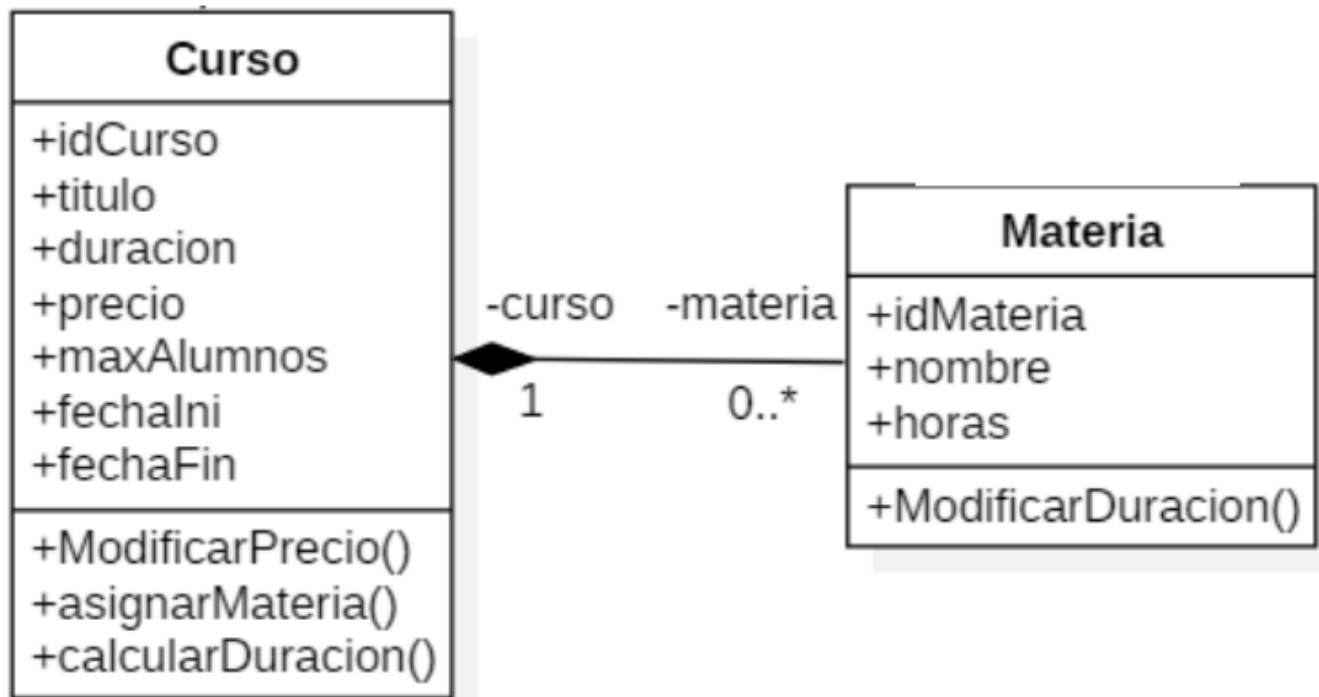 Curso
+idCurso
+titulo
+duracion
+precio
+maxAlumnos
+fechaIni
+fechaFin
+ModificarPrecio()
+asignarMateria()
+calcularDuracion()
-curso
-materia
1
0..*
Materia
+idMateria
+nombre
+horas
+ModificarDuracion()